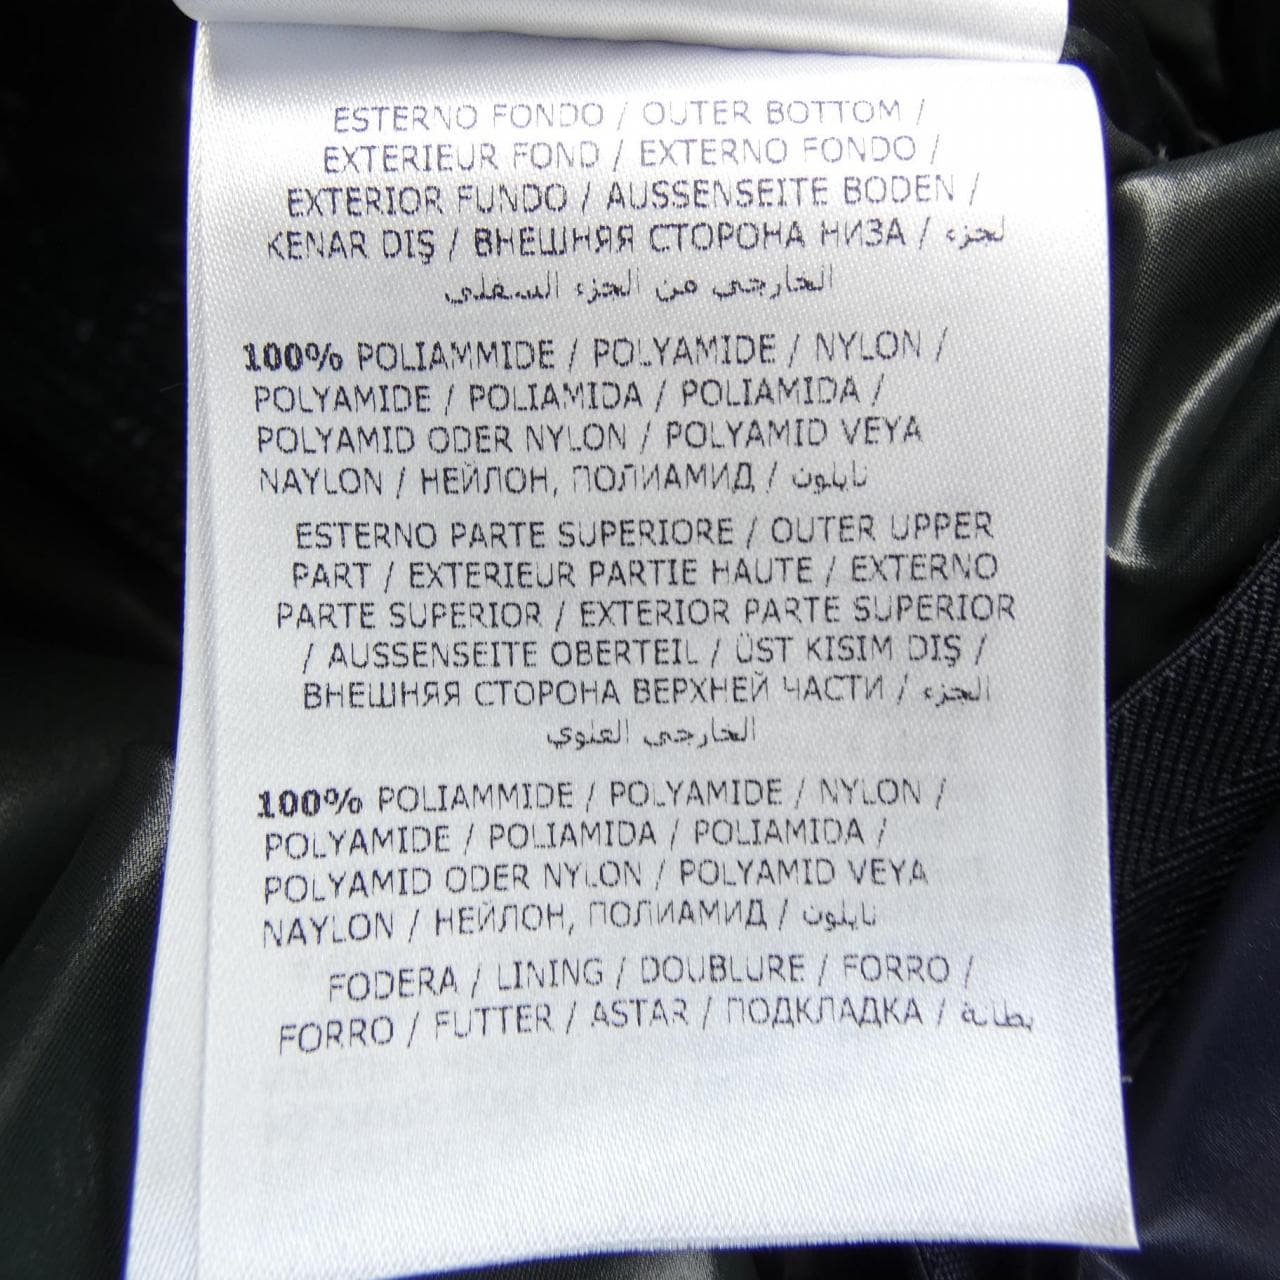 ESTERNO FONDO / OUTER BOTTOM /
EXTERIEUR FOND / EXTERNO FONDO /
EXTERIOR FUNDO / AUSSENSEITE BODEN /
KENAR DIŞ / ВНЕШНЯЯ СТОРОНА НИЗА / لجزء
الخارجي من الجزء السفلي
100% POLIAMMIDE / POLYAMIDE / NYLON /
POLYAMIDE / POLIAMIDA / POLIAMIDA /
POLYAMID ODER NYLON / POLYAMID VEYA
NAYLON / НЕЙЛОН, ПОЛИАМИД / نايلون
ESTERNO PARTE SUPERIORE / OUTER UPPER
PART / EXTERIEUR PARTIE HAUTE / EXTERNO
PARTE SUPERIOR / EXTERIOR PARTE SUPERIOR
/ AUSSENSEITE OBERTEIL / ÜST KISIM DIŞ /
ВНЕШНЯЯ СТОРОНА ВЕРХНЕЙ ЧАСТИ / الجزء
الخارجي العلوي
100% POLIAMMIDE / POLYAMIDE / NYLON /
POLYAMIDE / POLIAMIDA / POLIAMIDA /
POLYAMID ODER NYLON / POLYAMID VEYA
NAYLON / НЕЙЛОН, ПОЛИАМИД / نايلون
FODERA / LINING / DOUBLURE / FORRO /
FORRO / FUTTER / ASTAR / ПОДКЛАДКА / بطانة